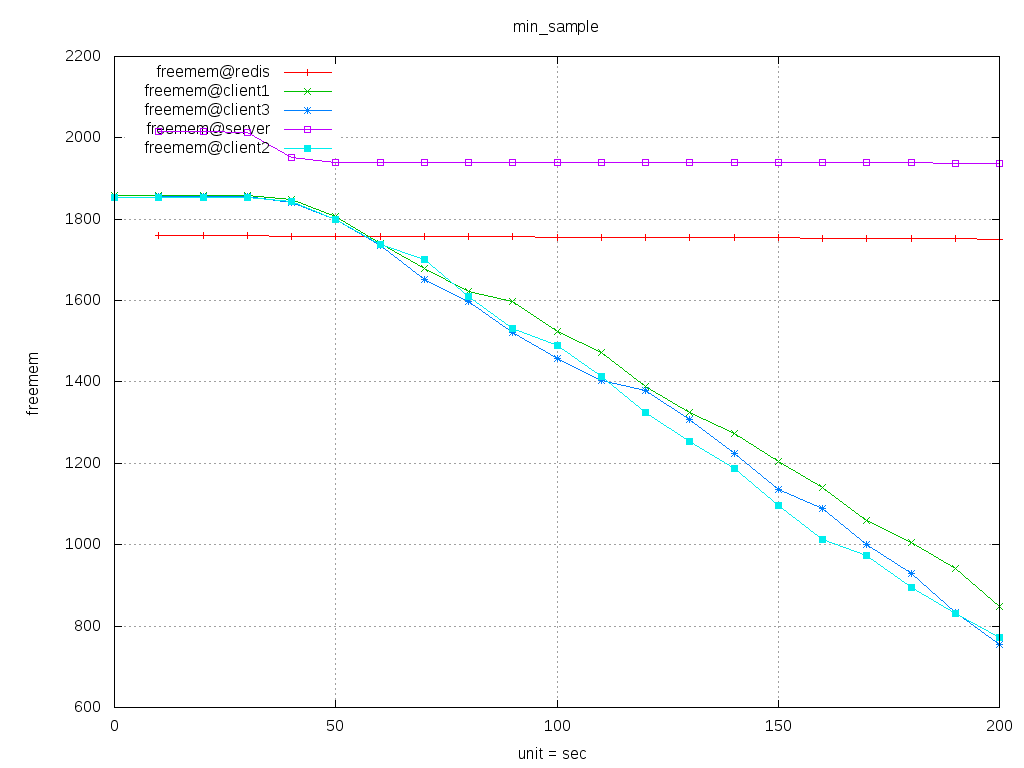 min_sample
2200
2000
1800
1600
1400
1200
1000
800
600
freemem
freemem@redis
freemem@client1
freemem@client3
freemem@server
freemem@client2
0
50
100
150
200
unit = sec